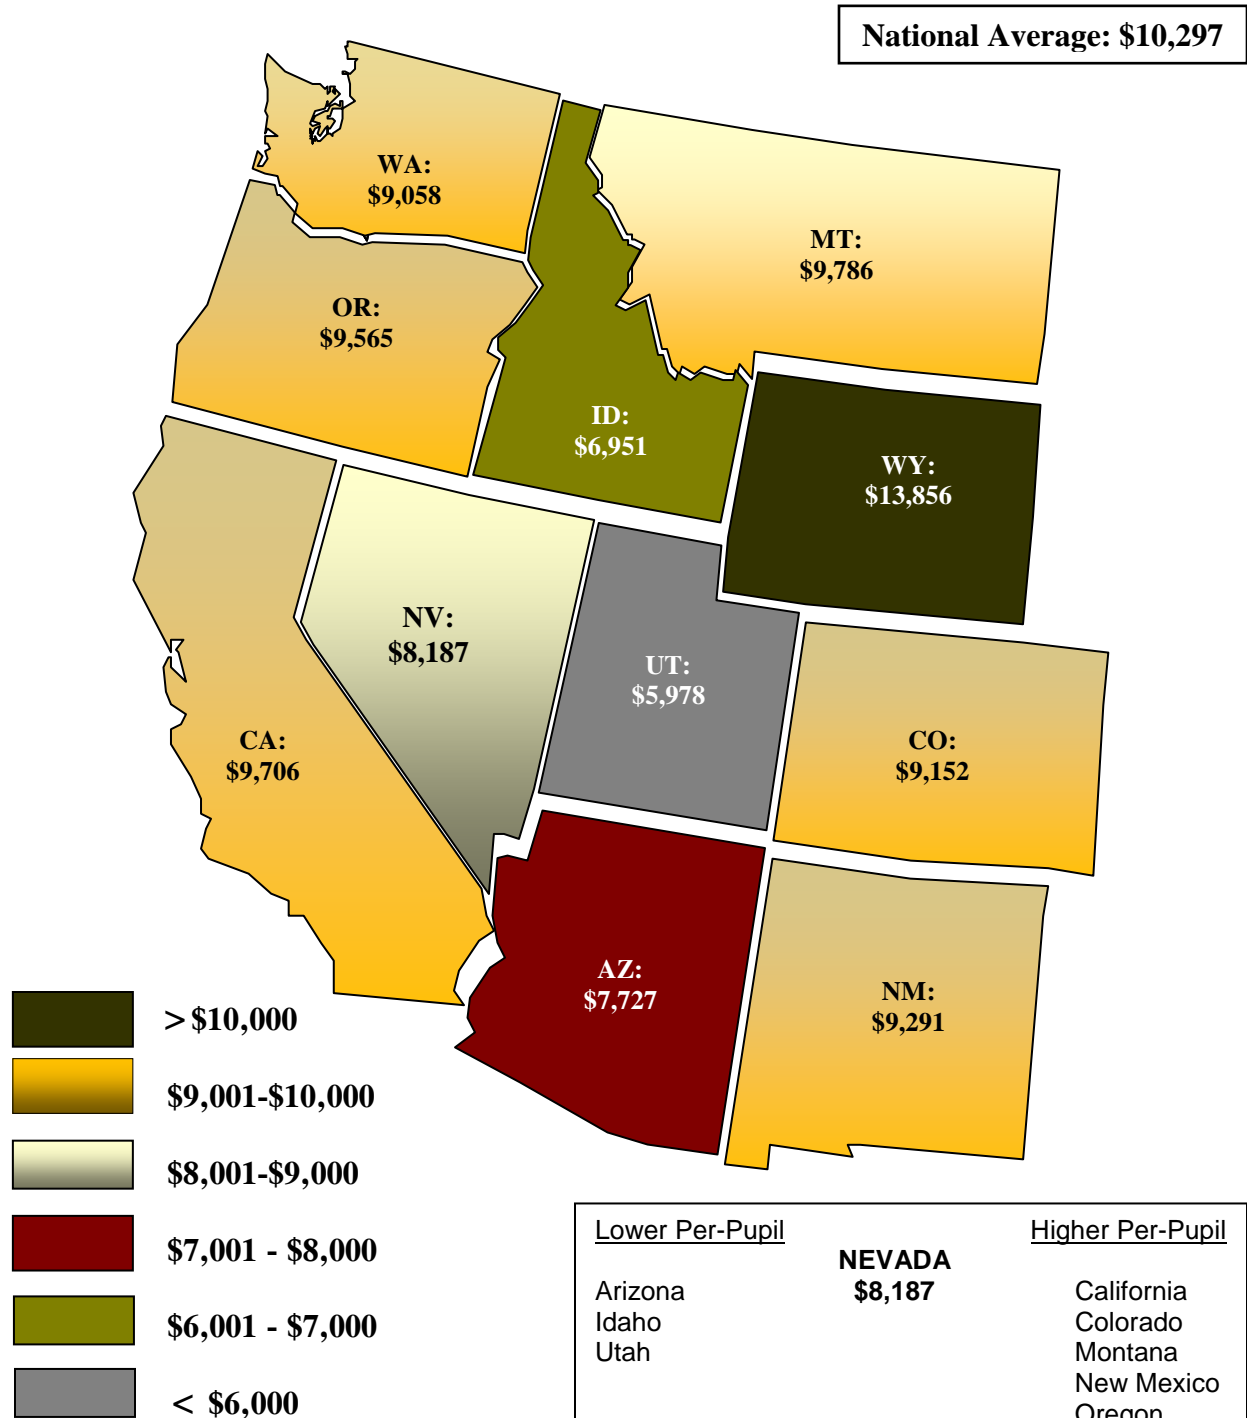 National Average: $10,297
WA:
$9,058
MT:
$9,786
OR:
$9,565
ID:
$6,951
WY:
$13,856
NV:
$8,187
UT:
$5,978
CA:
$9,706
CO:
$9,152
AZ:
$7,727
NM:
$9,291
>$10,000
$9,001-$10,000
$8,001-$9,000
$7,001 - $8,000
$6,001 - $7,000
< $6,000
Lower Per-Pupil Higher Per-Pupil
NEVADA
Arizona $8,187 California
Idaho Colorado
Utah Montana
New Mexico
Oregon